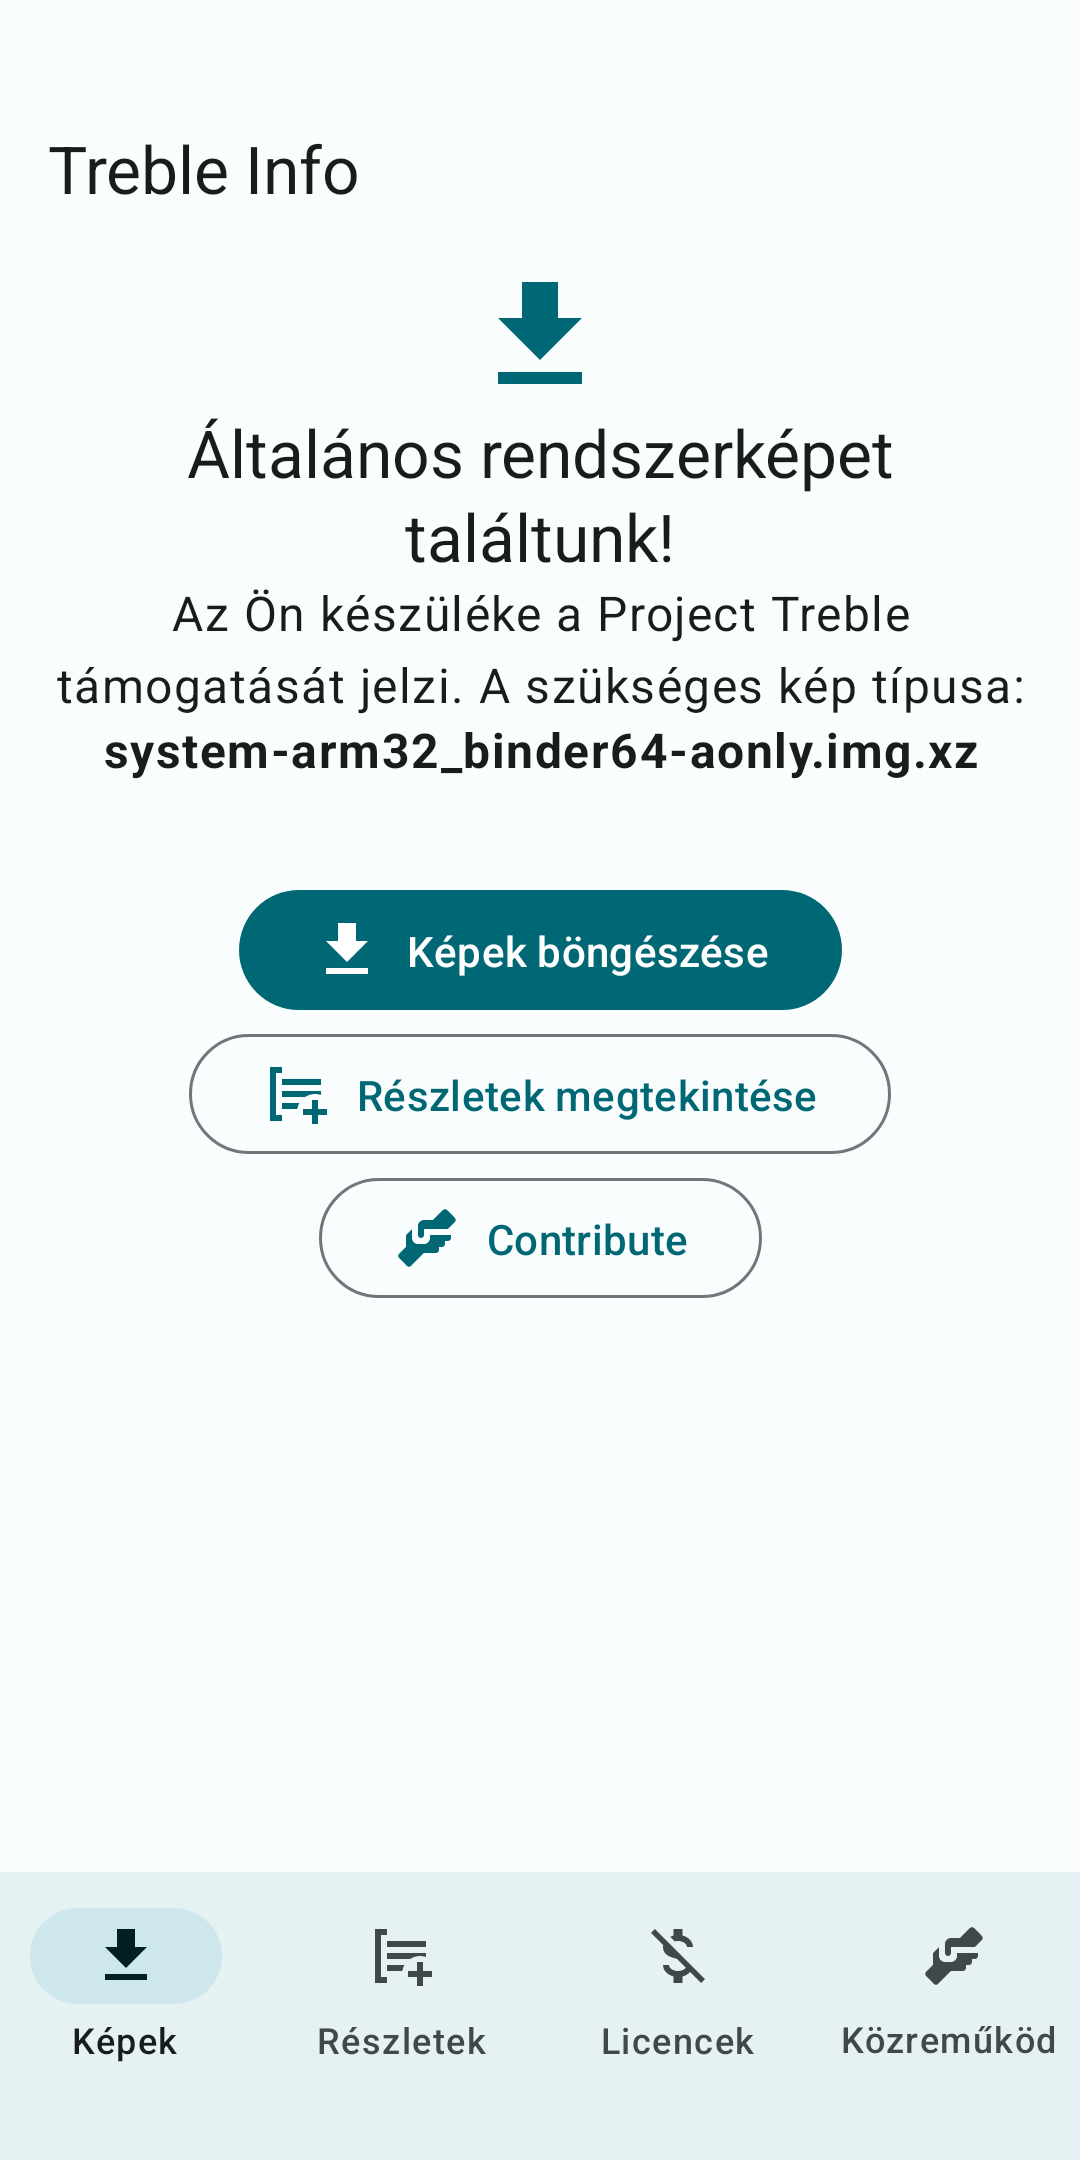 Treble Info
Általános rendszerképet
találtunk!
Az Ön készüléke a Project Treble
támogatását jelzi. A szükséges kép típusa:
system-arm32_binder64-aonly.img.xz
Képek böngészése
Részletek megtekintése
Contribute
Képek
Részletek
Licencek
Közreműköd